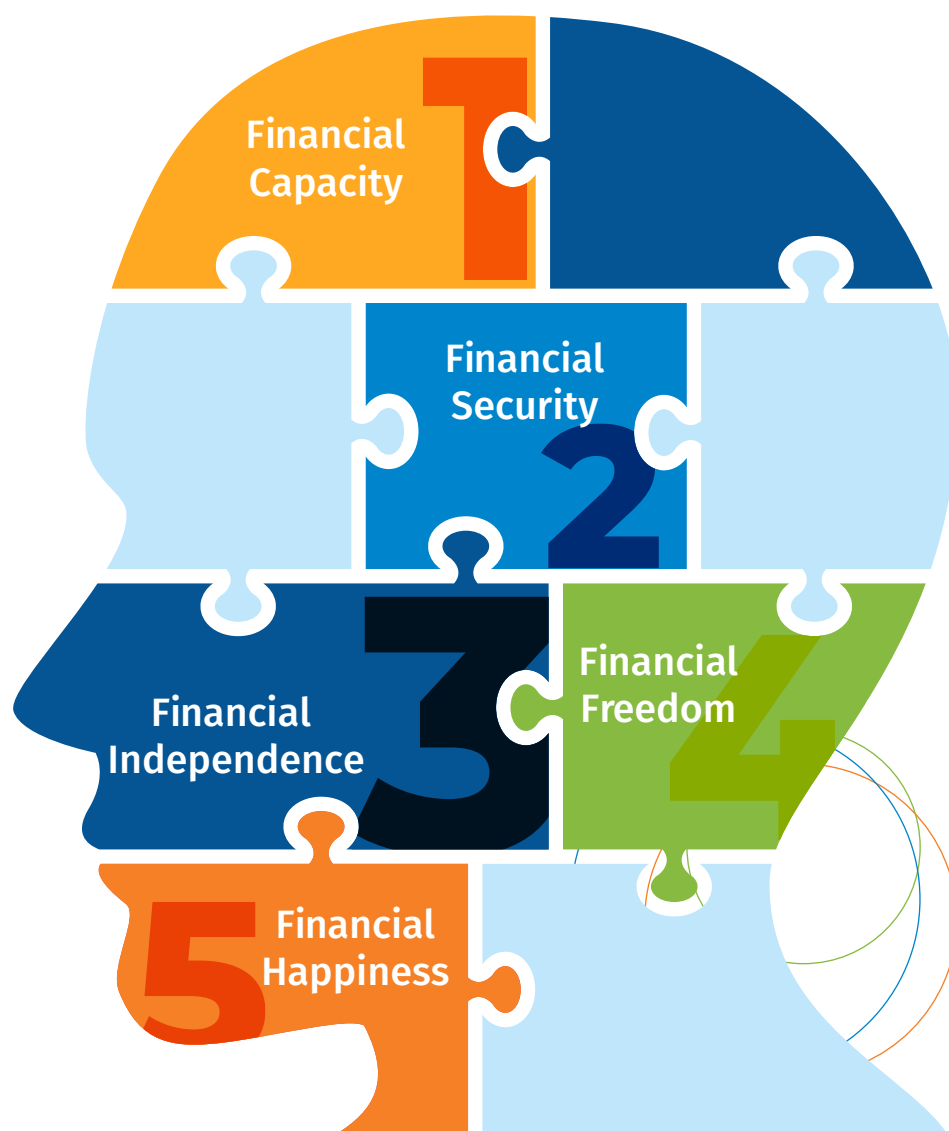 1
Financial
Capacity
Financial
Security
2
3
Financial
Independence
Financial
Freedom
4
5
Financial
Happiness